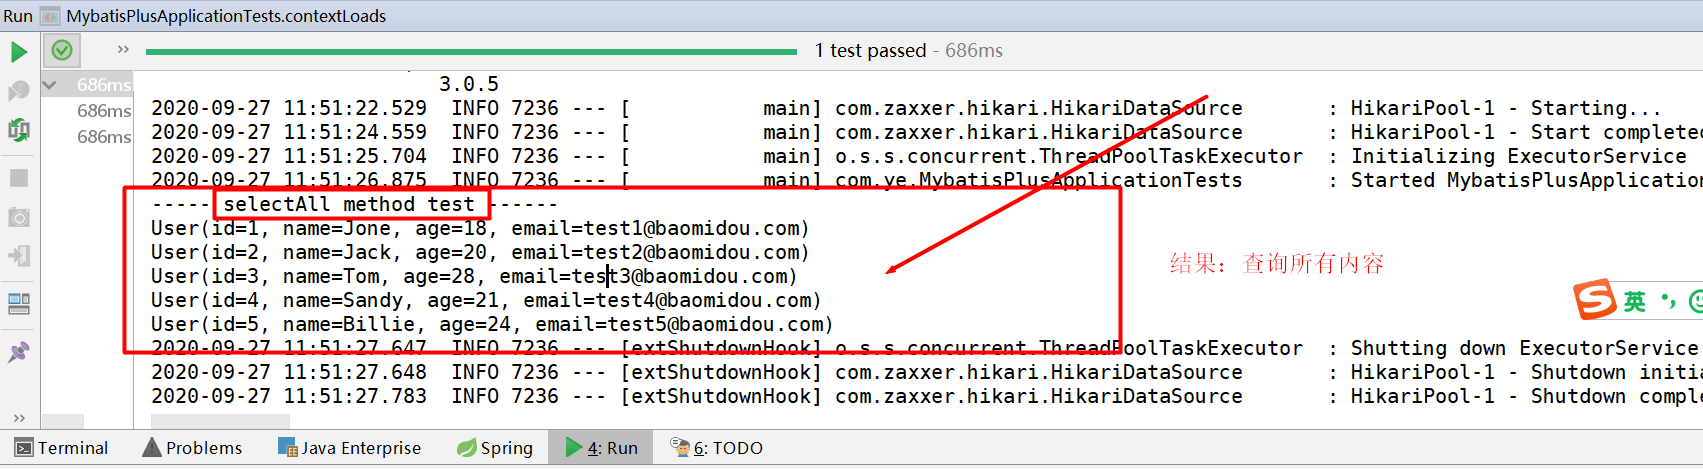 Run MybatisPlusApplicationTests.contextLoads
>> 1 test passed - 686ms
686ms 3.0.5
686ms 2020-09-27 11:51:22.529 INFO 7236 --- [ main] com.zaxxer.hikari.HikariDataSource : HikariPool-1 - Starting...
686ms 2020-09-27 11:51:24.559 INFO 7236 --- [ main] com.zaxxer.hikari.HikariDataSource : HikariPool-1 - Start completed
2020-09-27 11:51:25.704 INFO 7236 --- [ main] o.s.s.concurrent.ThreadPoolTaskExecutor : Initializing ExecutorService
2020-09-27 11:51:26.875 INFO 7236 --- [ main] com.ye.MybatisPlusApplicationTests : Started MybatisPlusApplication
----- selectAll method test ------
User(id=1, name=Jone, age=18, email=test1@baomidou.com)
User(id=2, name=Jack, age=20, email=test2@baomidou.com)
User(id=3, name=Tom, age=28, email=test3@baomidou.com)
结果：查询所有内容
User(id=4, name=Sandy, age=21, email=test4@baomidou.com)
英
User(id=5, name=Billie, age=24, email=test5@baomidou.com)
2020-09-27 11:51:27.647 INFO 7236 --- [extShutdownHook] o.s.s.concurrent.ThreadPoolTaskExecutor : Shutting down ExecutorService
2020-09-27 11:51:27.648 INFO 7236 --- [extShutdownHook] com.zaxxer.hikari.HikariDataSource : HikariPool-1 - Shutdown initia
2020-09-27 11:51:27.783 INFO 7236 --- [extShutdownHook] com.zaxxer.hikari.HikariDataSource : HikariPool-1 - Shutdown comple
>>
Terminal Problems Java Enterprise Spring 4: Run 6: TODO